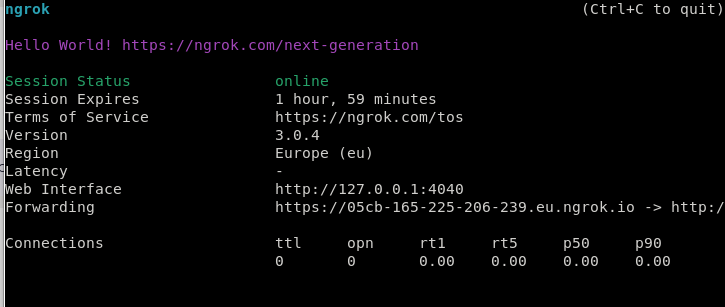 ngrok (Ctrl+C to quit)
Hello World! https://ngrok.com/next-generation
Session Status online
Session Expires 1 hour, 59 minutes
Terms of Service https://ngrok.com/tos
Version 3.0.4
Region Europe (eu)
Latency -
Web Interface http://127.0.0.1:4040
Forwarding https://05cb-165-225-206-239.eu.ngrok.io -> http:/
Connections ttl opn rt1 rt5 p50 p90
0 0 0.00 0.00 0.00 0.00